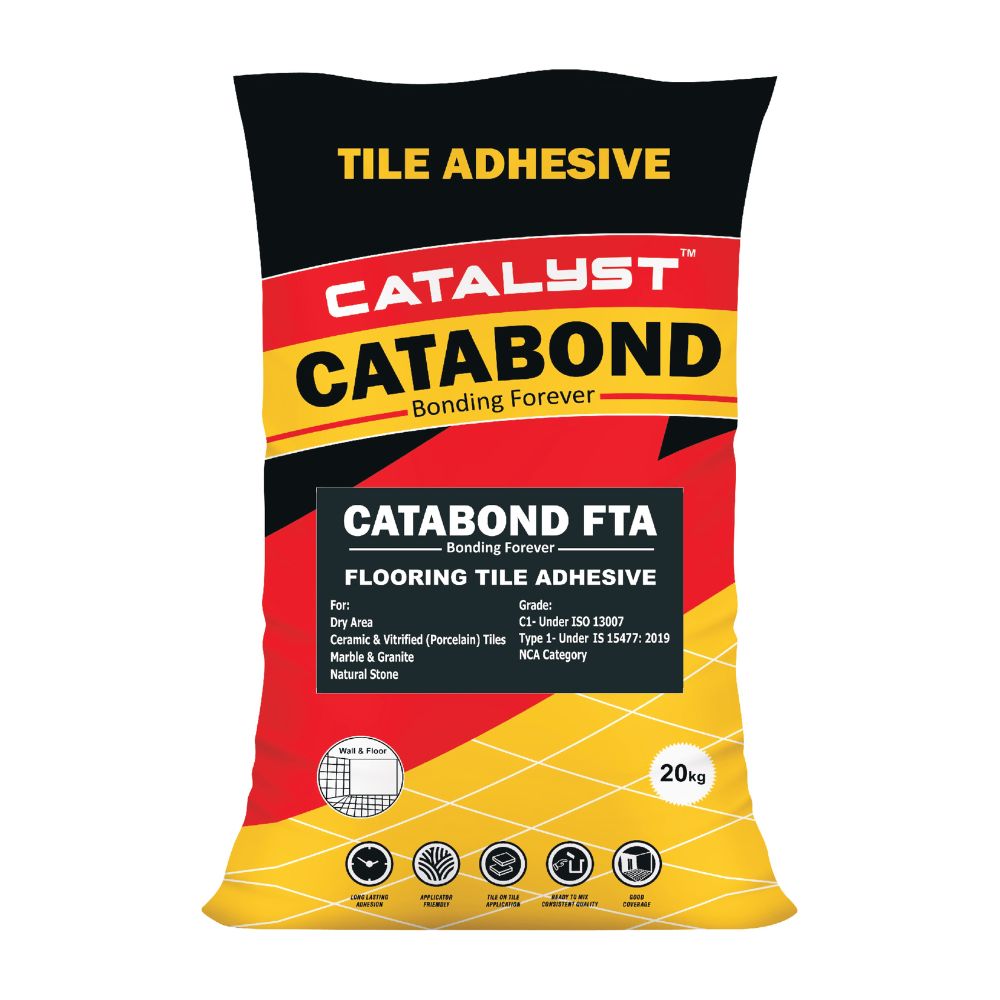 TILE ADHESIVE
CATALYST™
CATABOND
Bonding Forever
CATABOND FTA
Bonding Forever
FLOORING TILE ADHESIVE
For:
Dry Area
Ceramic & Vitrified (Porcelain) Tiles
Marble & Granite
Natural Stone
Grade:
C1- Under ISO 13007
Type 1- Under IS 15477: 2019
NCA Category
Wall & Floor
20kg
LONG LASTING
ADHESION
APPLICATOR
FRIENDLY
TILE ON TILE
APPLICATION
READY TO MIX
CONSISTENT QUALITY
GOOD
COVERAGE